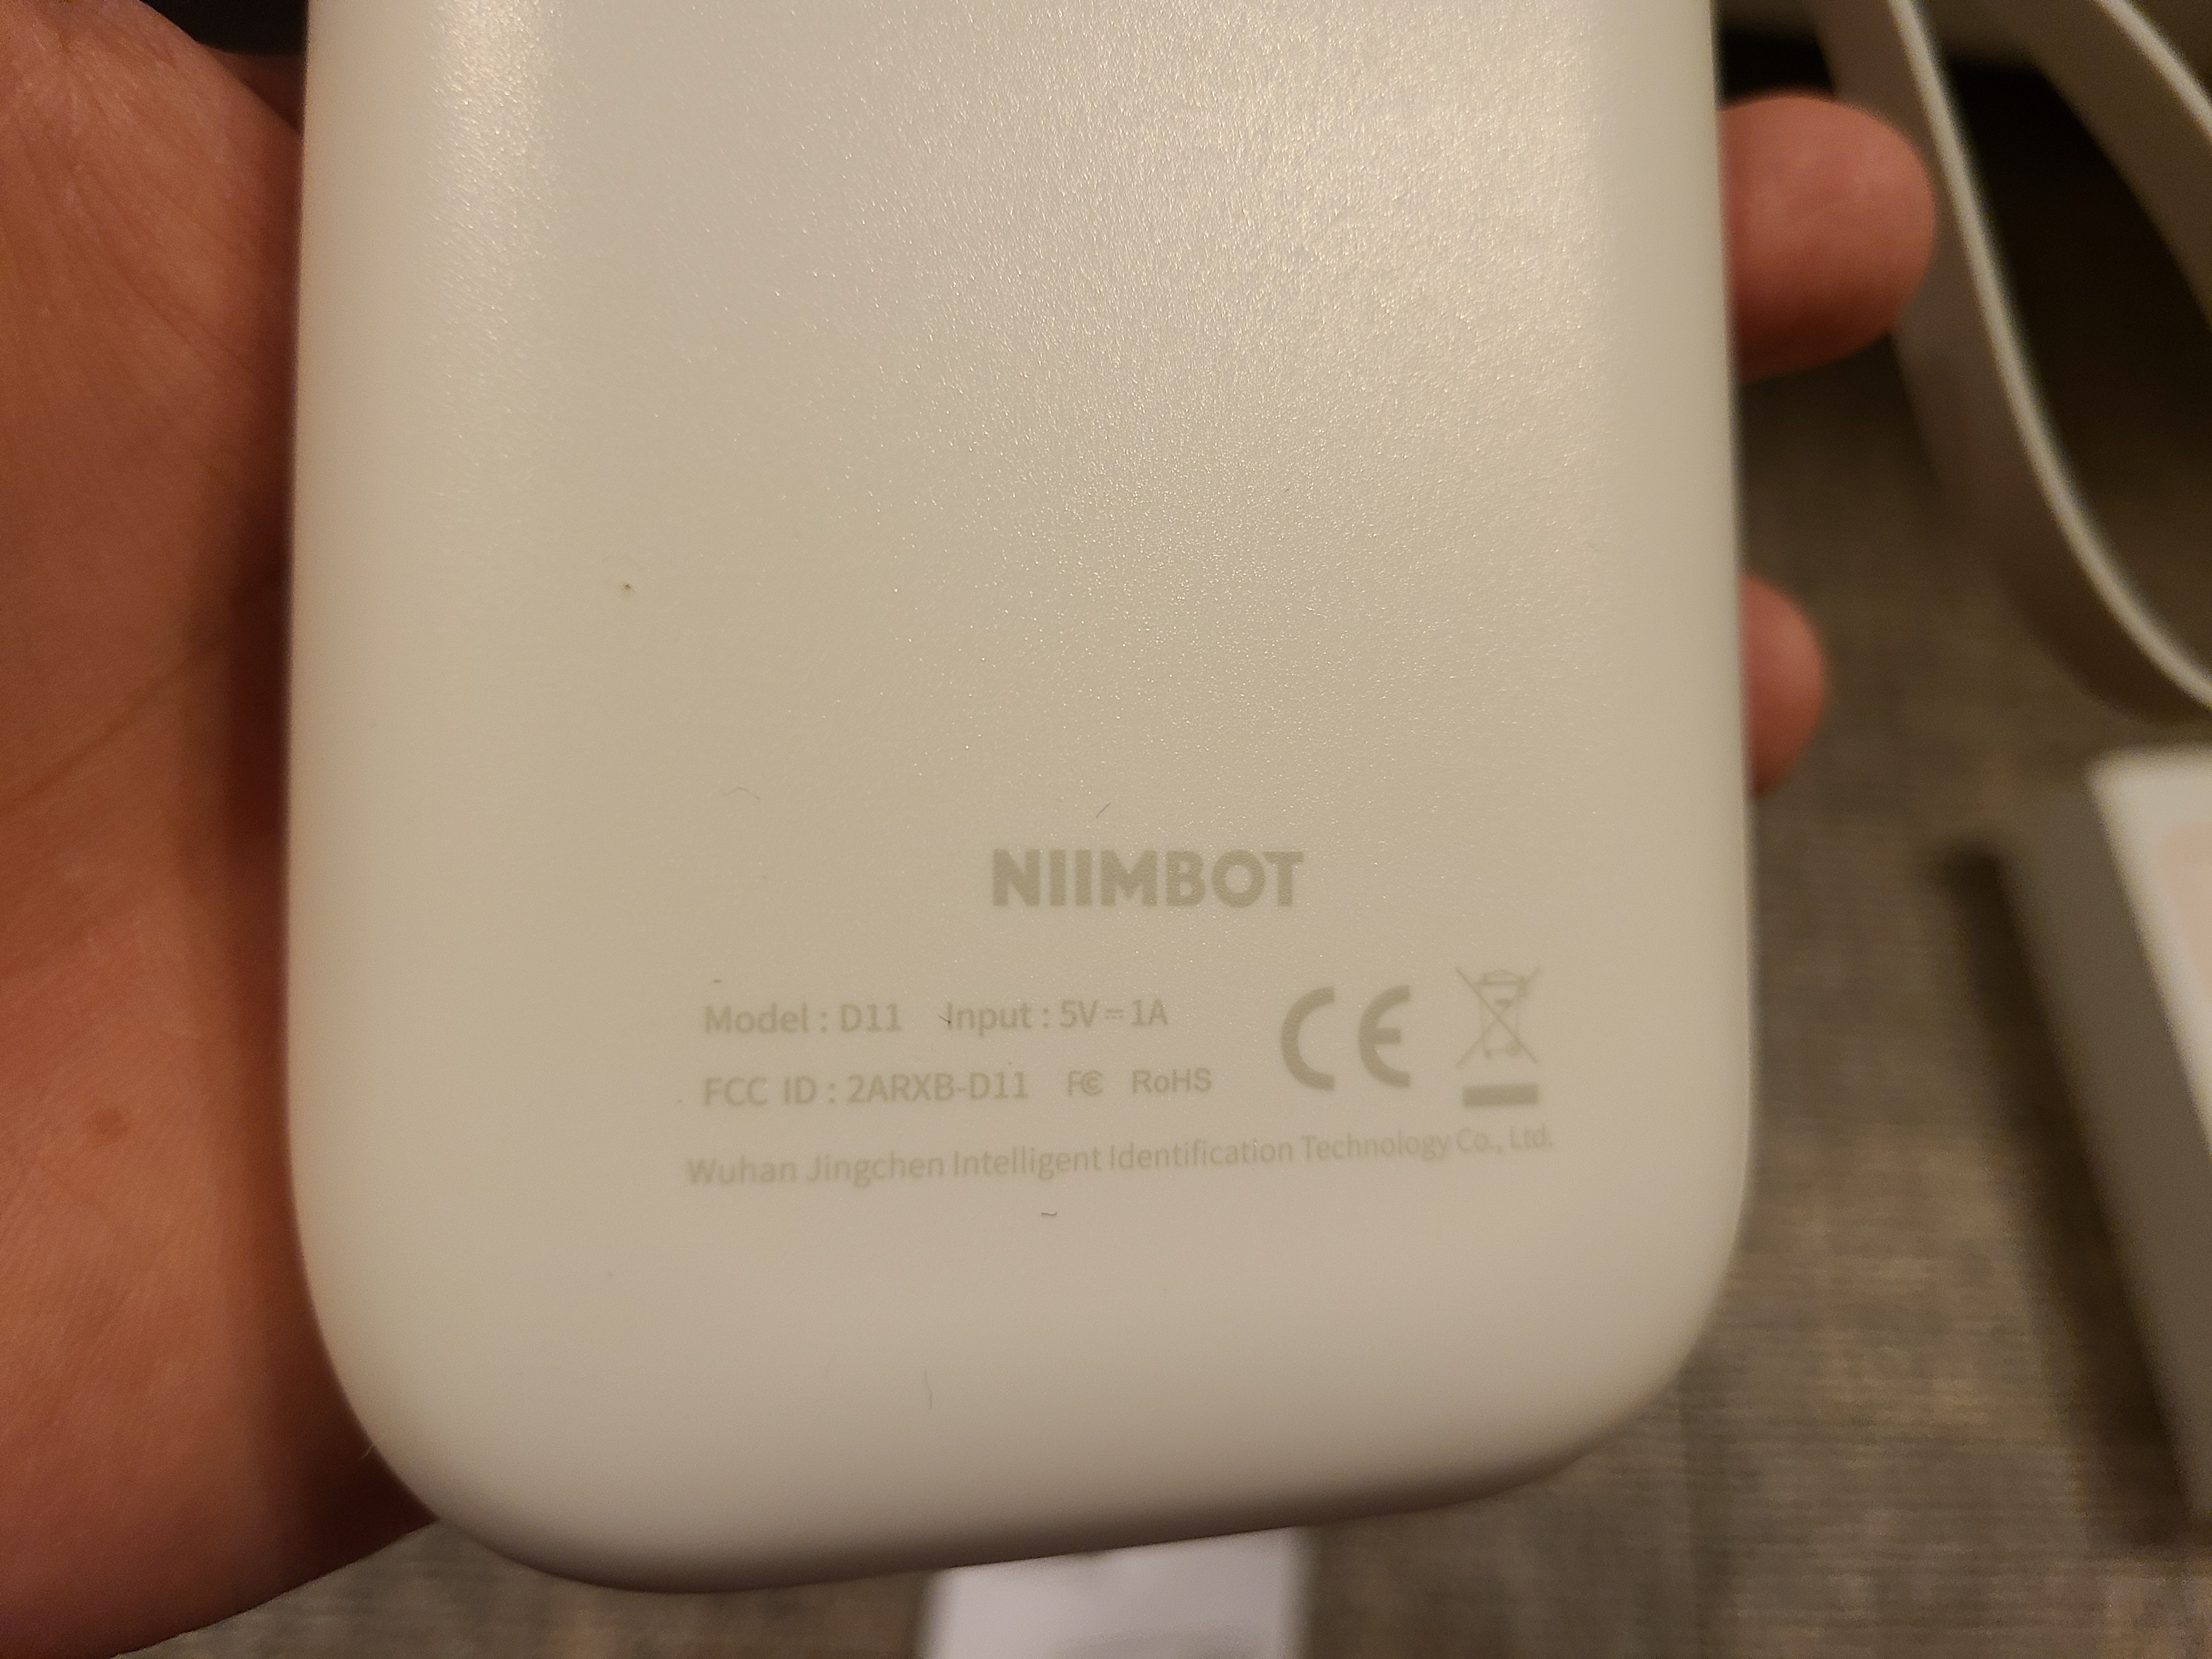 NIIMBOT
Model : D11 Input : 5V⎓1A
FCC ID : 2ARXB-D11 FC RoHS CE
Wuhan Jingchen Intelligent Identification Technology Co., Ltd.